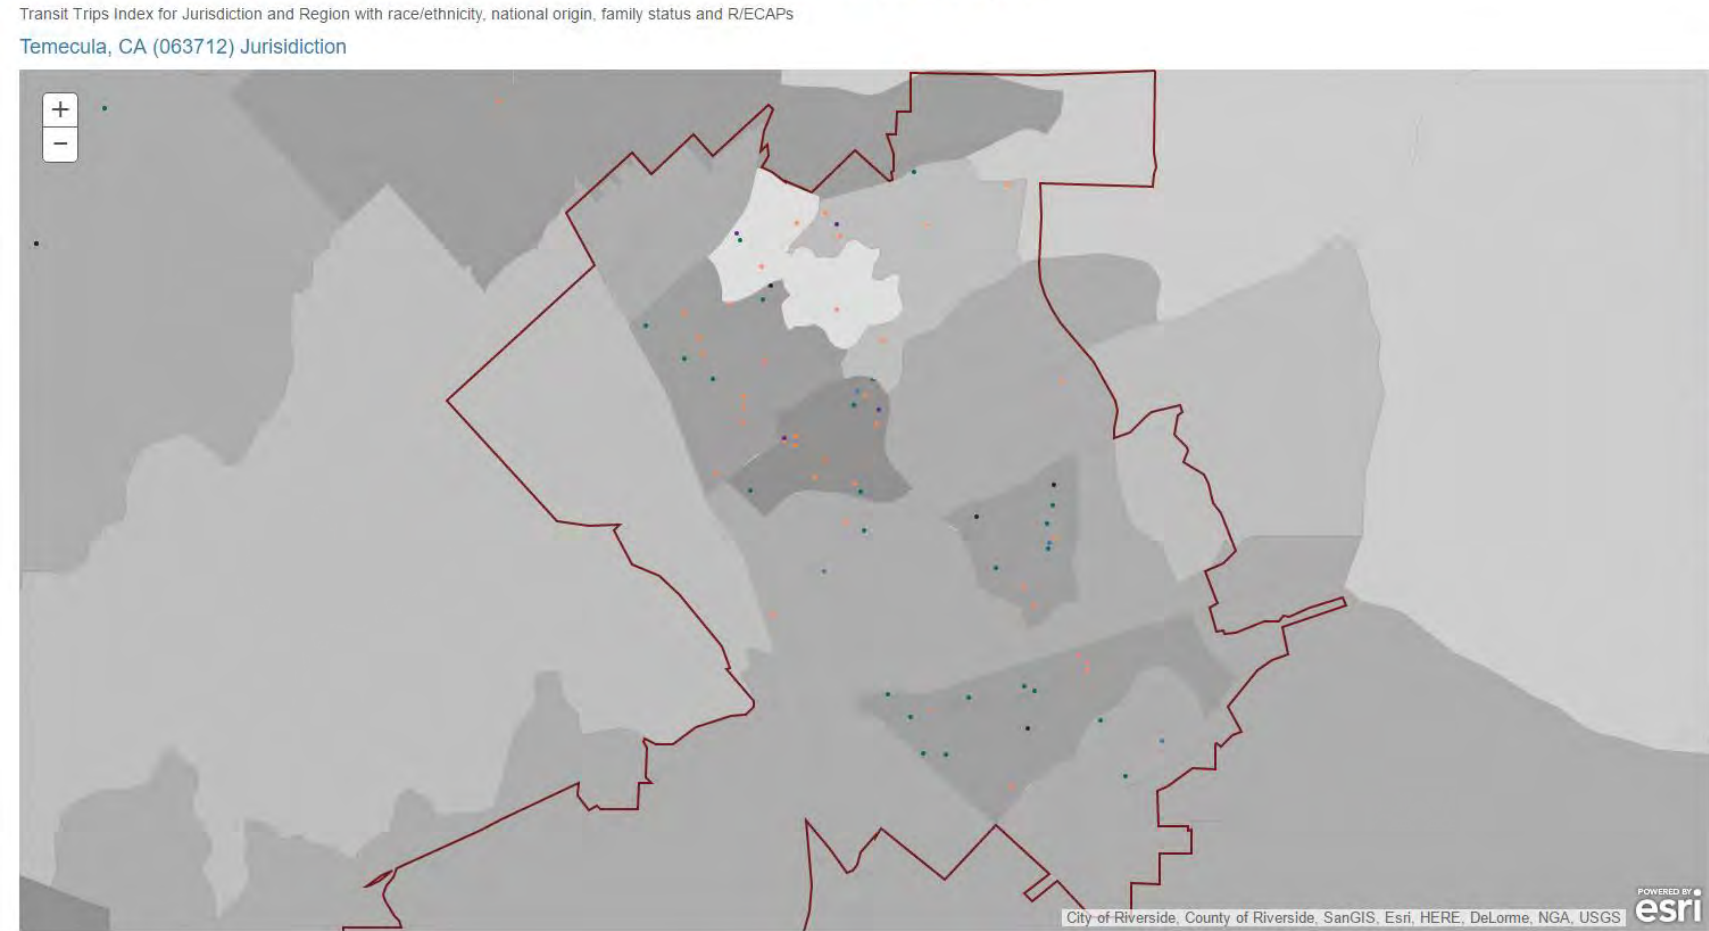 Transit Trips Index for Jurisdiction and Region with race/ethnicity, national origin, family status and R/ECAPs
Temecula, CA (063712) Jurisidiction
+
−
POWERED BY
esri
City of Riverside, County of Riverside, SanGIS, Esri, HERE, DeLorme, NGA, USGS